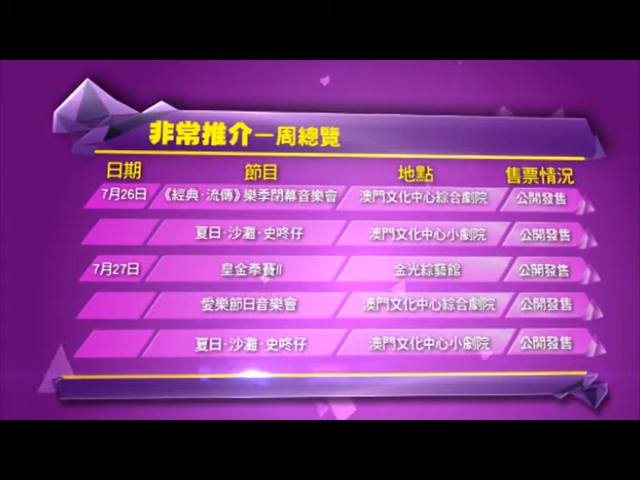 非常推介一周總覽
日期 節目 地點 售票情況
7月26日 《經典·流傳》樂季閉幕音樂會 澳門文化中心綜合劇院 公開發售
夏日·沙灘·史咚仔 澳門文化中心小劇院 公開發售
7月27日 皇金拳賽II 金光綜藝館 公開發售
愛樂節日音樂會 澳門文化中心綜合劇院 公開發售
夏日·沙灘·史咚仔 澳門文化中心小劇院 公開發售